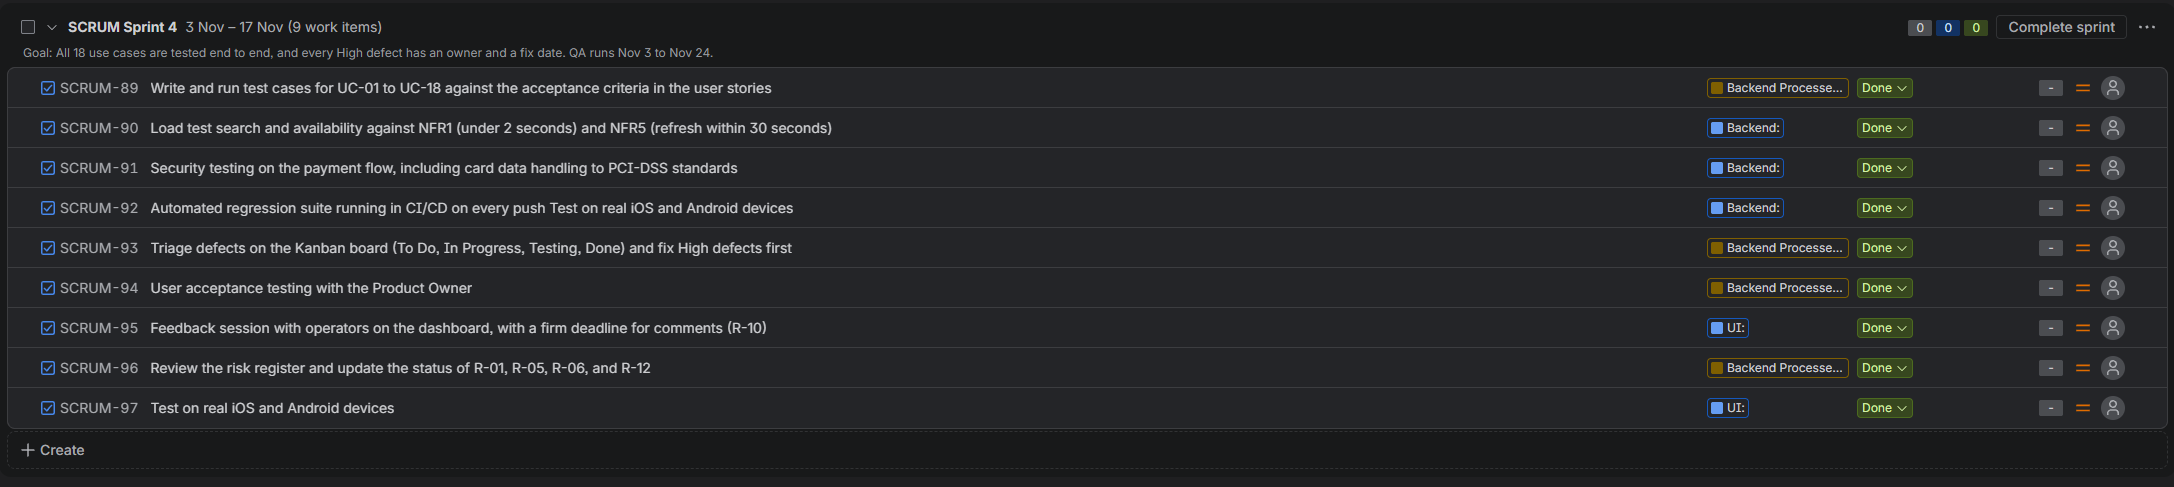 SCRUM Sprint 4 3 Nov – 17 Nov (9 work items) 0 0 0 Complete sprint
Goal: All 18 use cases are tested end to end, and every High defect has an owner and a fix date. QA runs Nov 3 to Nov 24.
SCRUM-89 Write and run test cases for UC-01 to UC-18 against the acceptance criteria in the user stories Backend Processe... Done -
SCRUM-90 Load test search and availability against NFR1 (under 2 seconds) and NFR5 (refresh within 30 seconds) Backend: Done -
SCRUM-91 Security testing on the payment flow, including card data handling to PCI-DSS standards Backend: Done -
SCRUM-92 Automated regression suite running in CI/CD on every push Test on real iOS and Android devices Backend: Done -
SCRUM-93 Triage defects on the Kanban board (To Do, In Progress, Testing, Done) and fix High defects first Backend Processe... Done -
SCRUM-94 User acceptance testing with the Product Owner Backend Processe... Done -
SCRUM-95 Feedback session with operators on the dashboard, with a firm deadline for comments (R-10) UI: Done -
SCRUM-96 Review the risk register and update the status of R-01, R-05, R-06, and R-12 Backend Processe... Done -
SCRUM-97 Test on real iOS and Android devices UI: Done -
Create